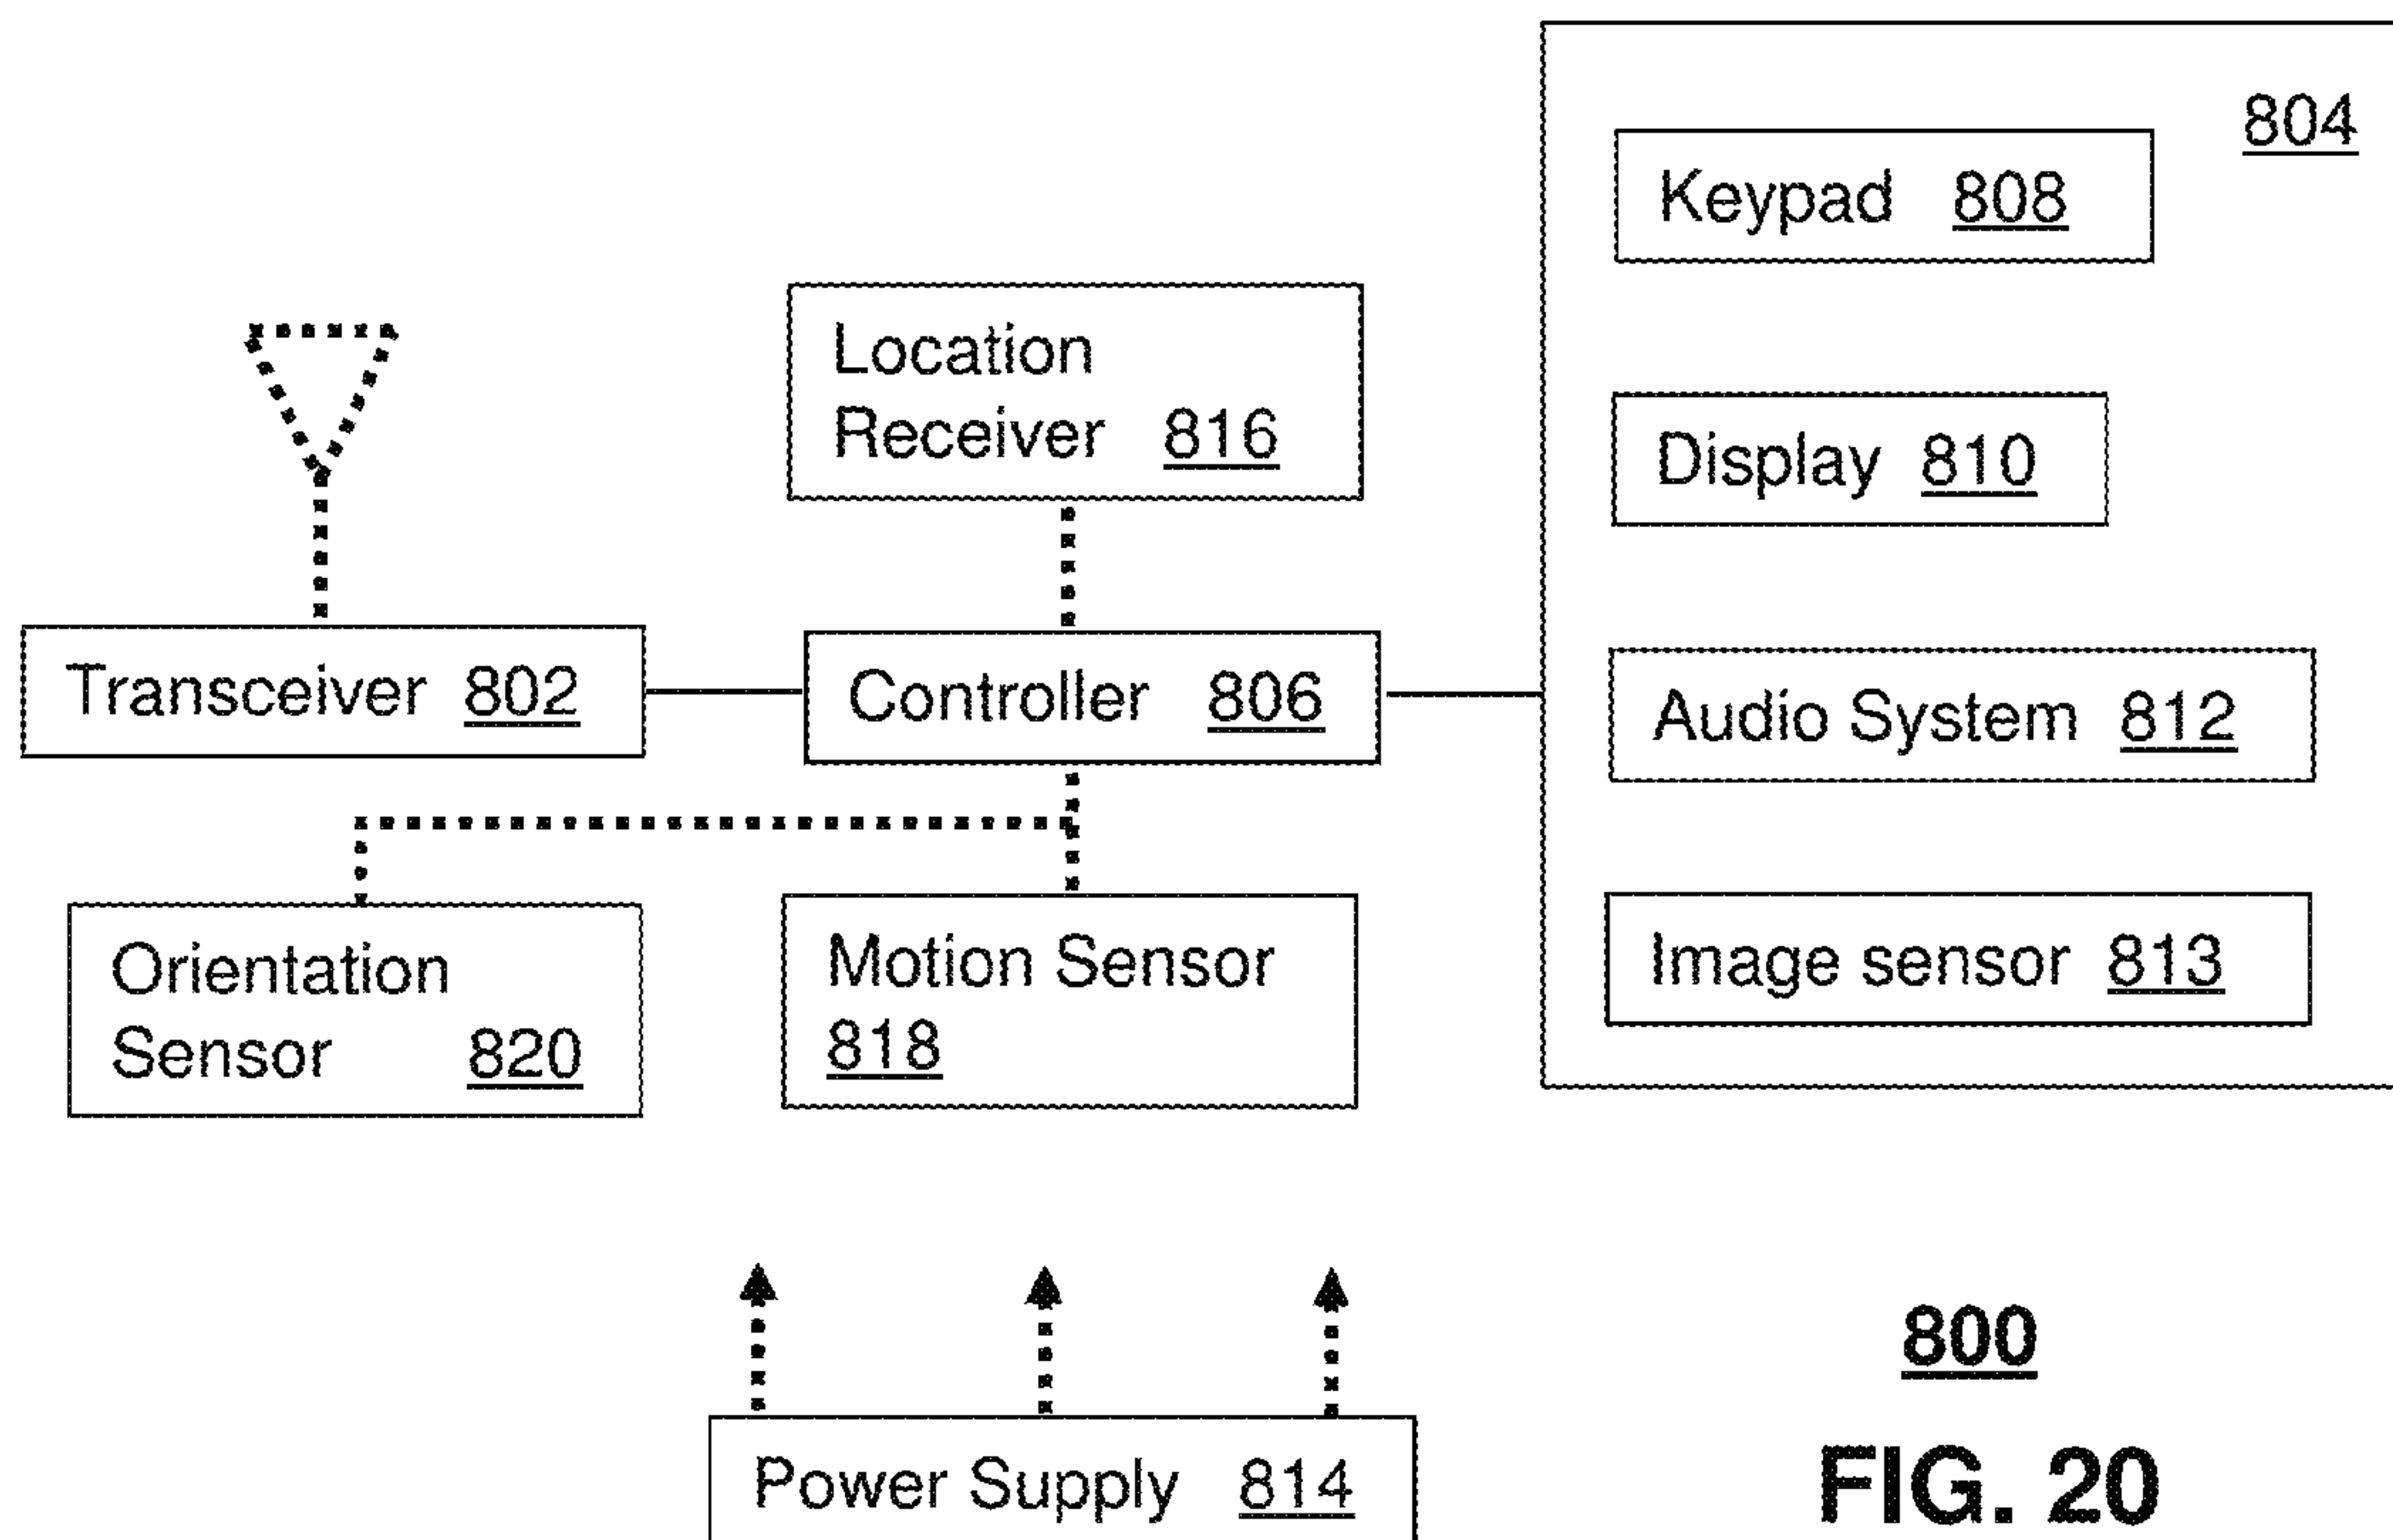 804
Keypad 808
Location
Receiver 816
Display 810
Transceiver 802
Controller 806
Audio System 812
Orientation
Sensor 820
Motion Sensor
818
Image sensor 813
800
Power Supply 814
FIG. 20